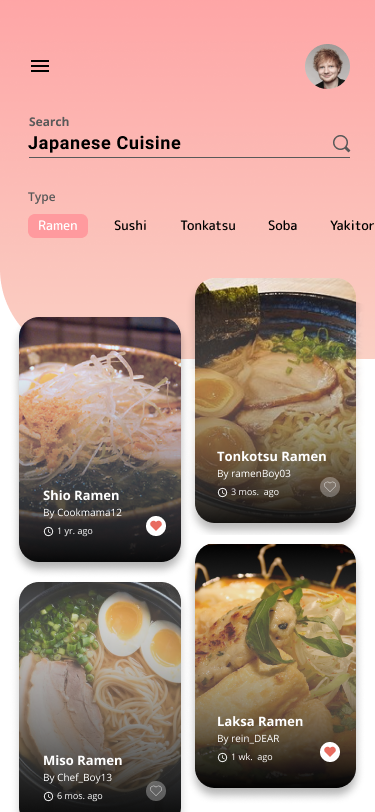 Search
Japanese Cuisine
Type
Ramen Sushi Tonkatsu Soba Yakitor
Tonkotsu Ramen
By ramenBoy03
3 mos. ago
Shio Ramen
By Cookmama12
1 yr. ago
Laksa Ramen
By rein_DEAR
1 wk. ago
Miso Ramen
By Chef_Boy13
6 mos. ago